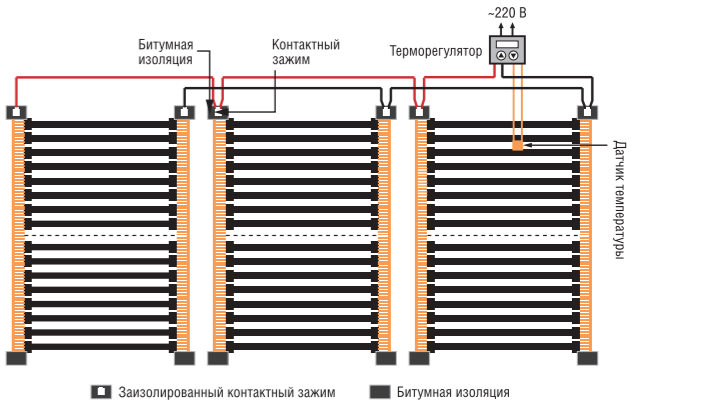 ~220 В
Битумная
изоляция
Контактный
зажим
Терморегулятор
Датчик температуры
Заизолированный контактный зажим
Битумная изоляция